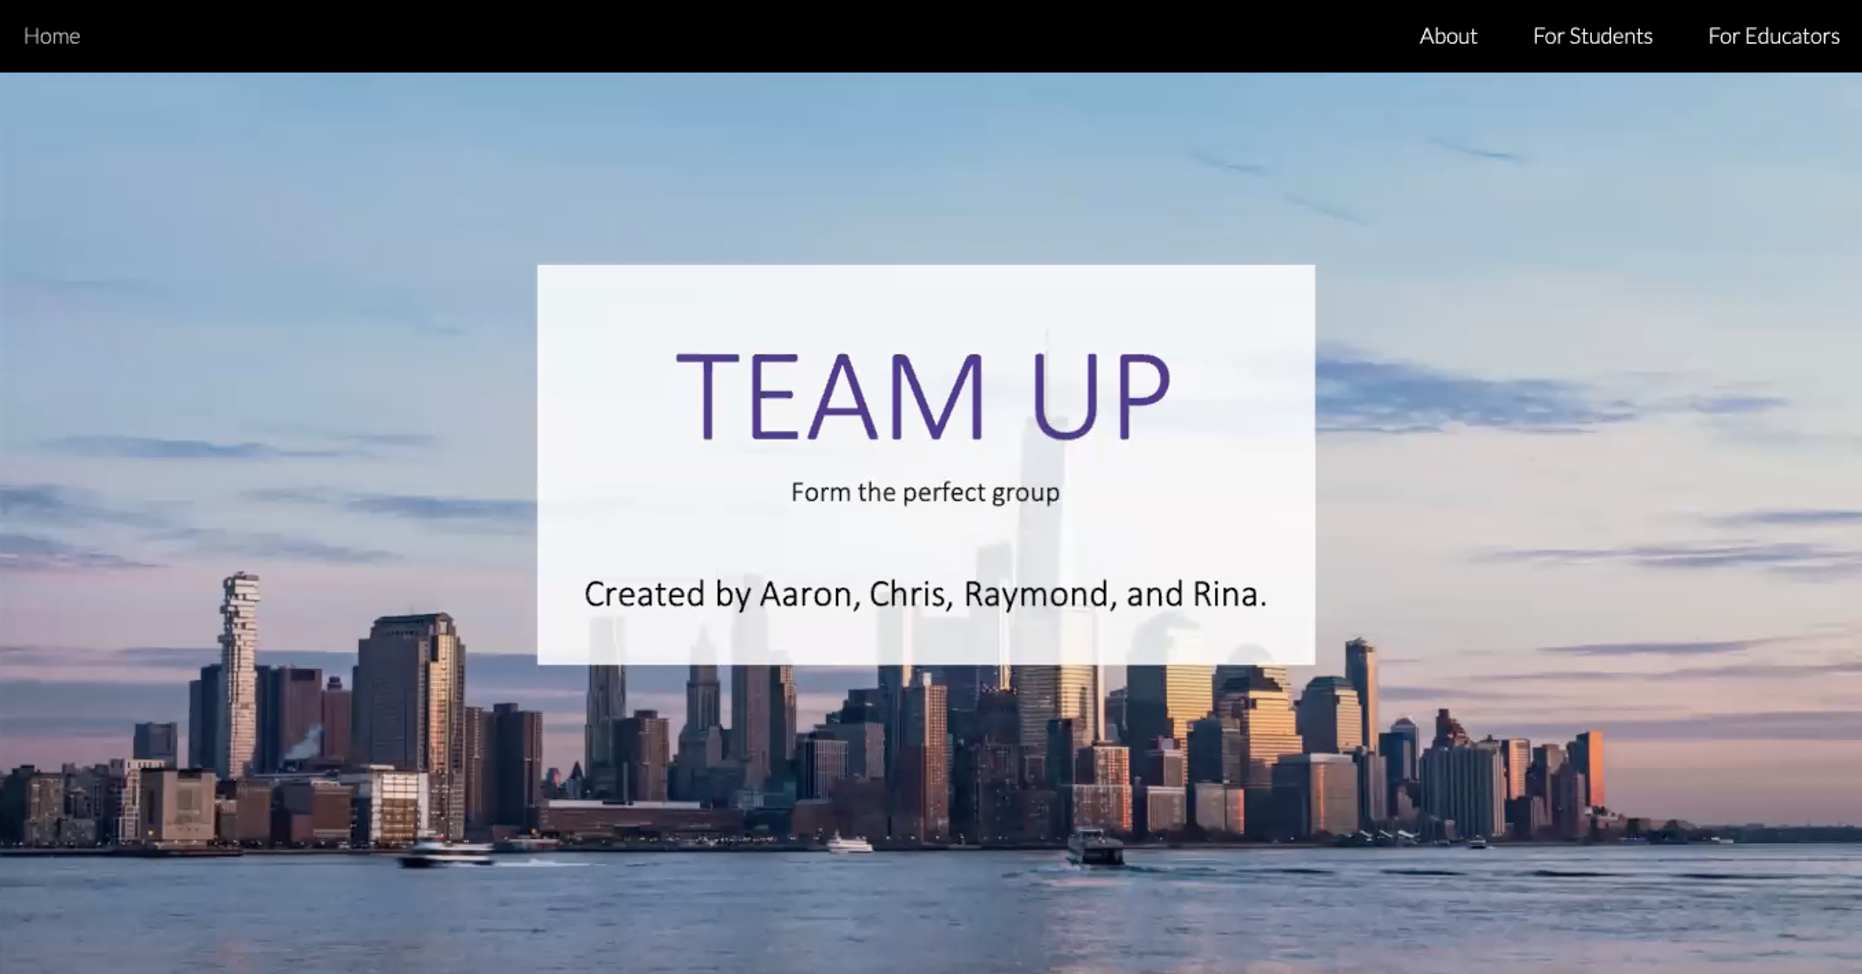 Home
About
For Students
For Educators
TEAM UP
Form the perfect group
Created by Aaron, Chris, Raymond, and Rina.